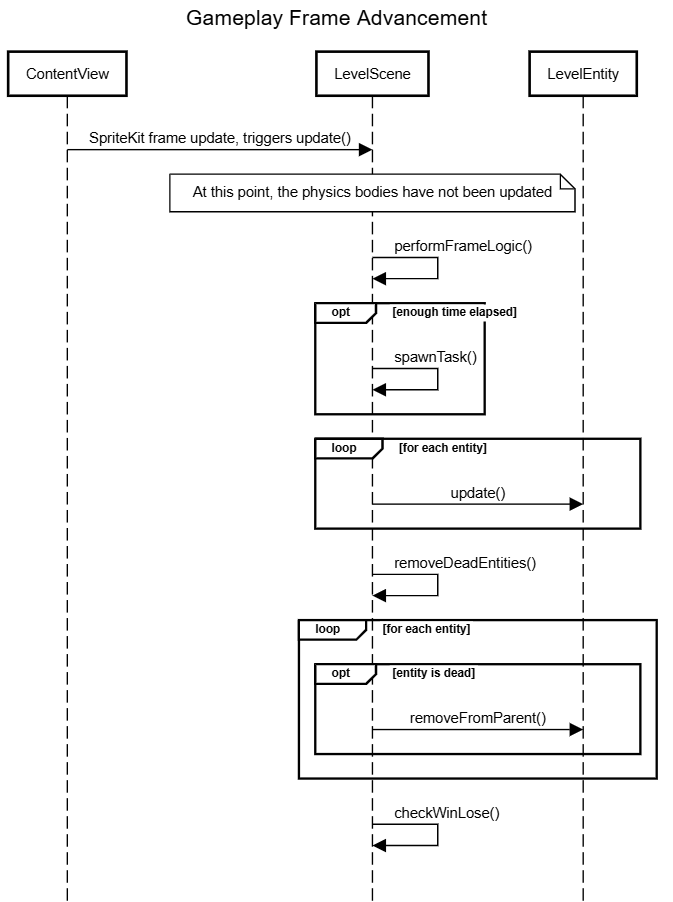 Gameplay Frame Advancement
ContentView
LevelScene
LevelEntity
SpriteKit frame update, triggers update()
At this point, the physics bodies have not been updated
performFrameLogic()
opt
[enough time elapsed]
spawnTask()
loop
[for each entity]
update()
removeDeadEntities()
loop
[for each entity]
opt
[entity is dead]
removeFromParent()
checkWinLose()